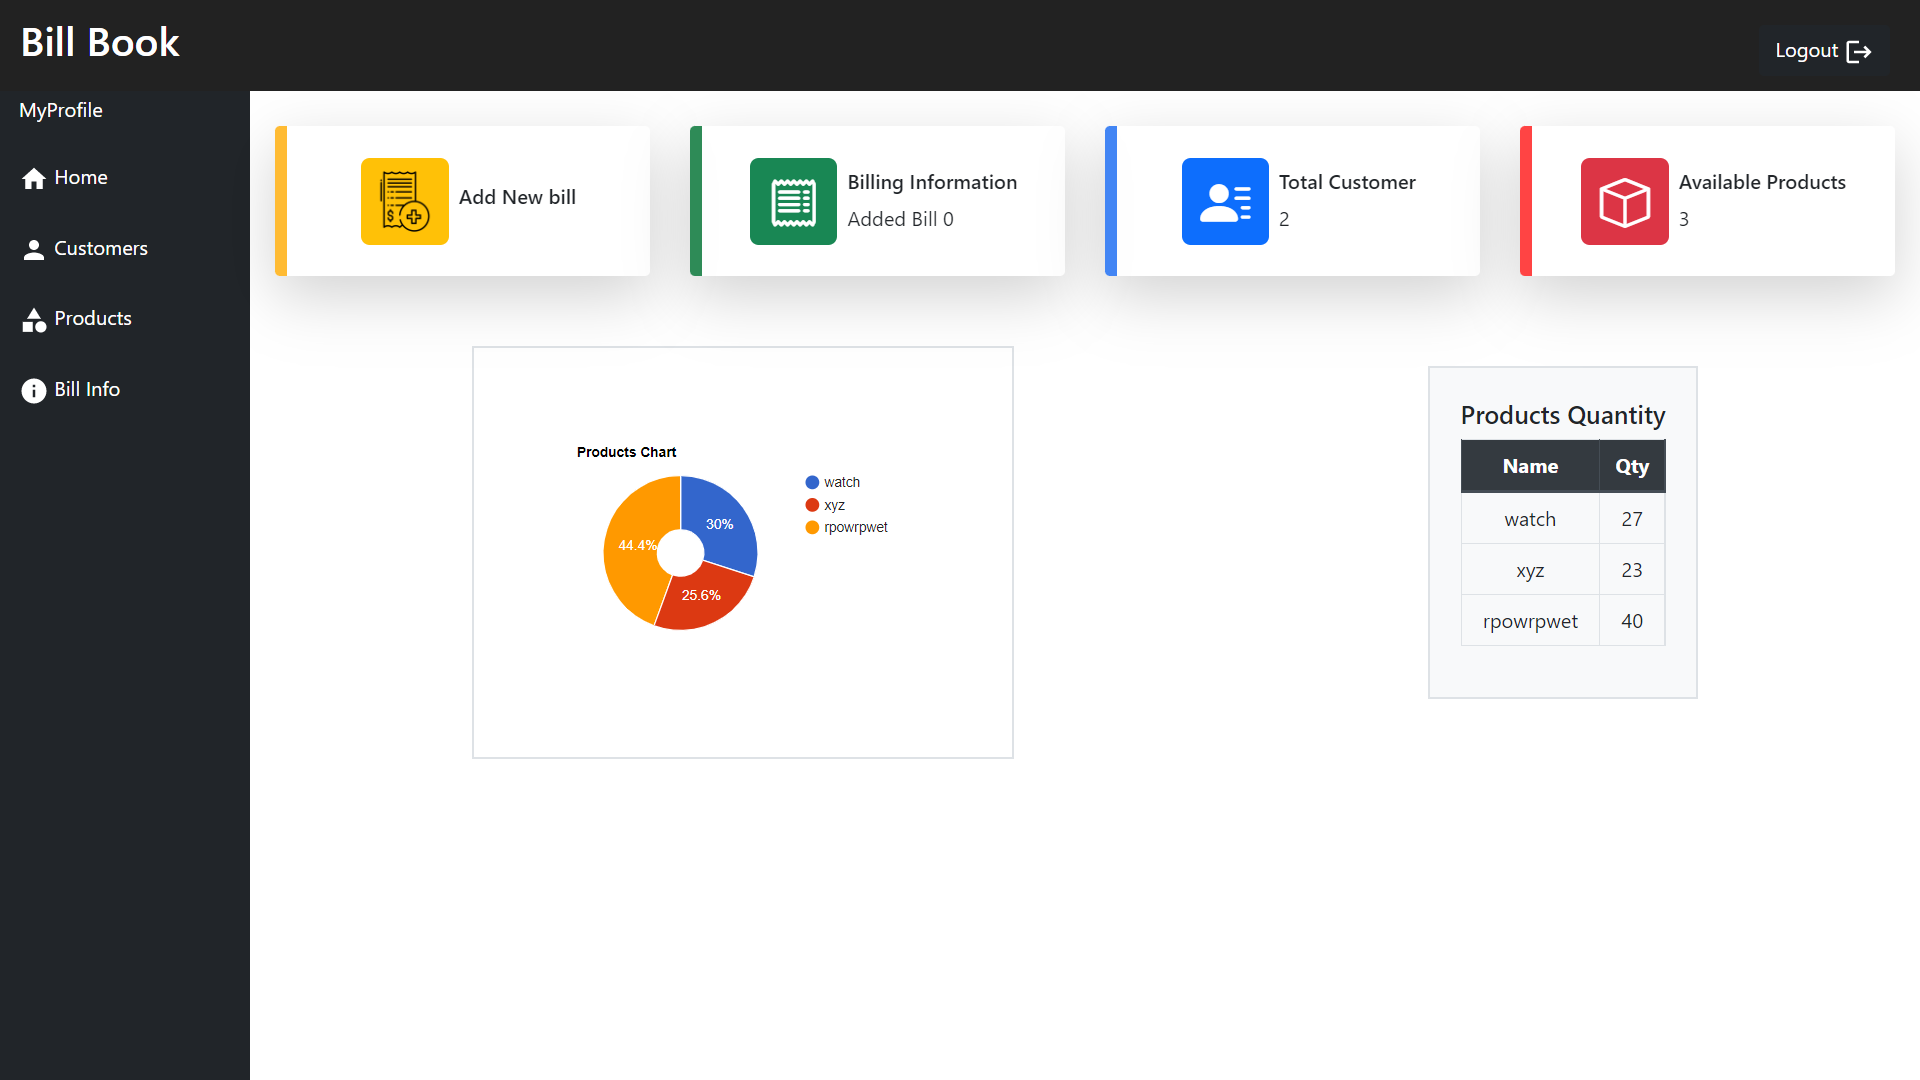 Bill Book
Logout
MyProfile
Home
Customers
Products
Bill Info
Add New bill
Billing Information
Added Bill 0
Total Customer
2
Available Products
3
Products Chart
watch
xyz
rpowrpwet
30%
44.4%
25.6%
Products Quantity
Name Qty
watch 27
xyz 23
rpowrpwet 40